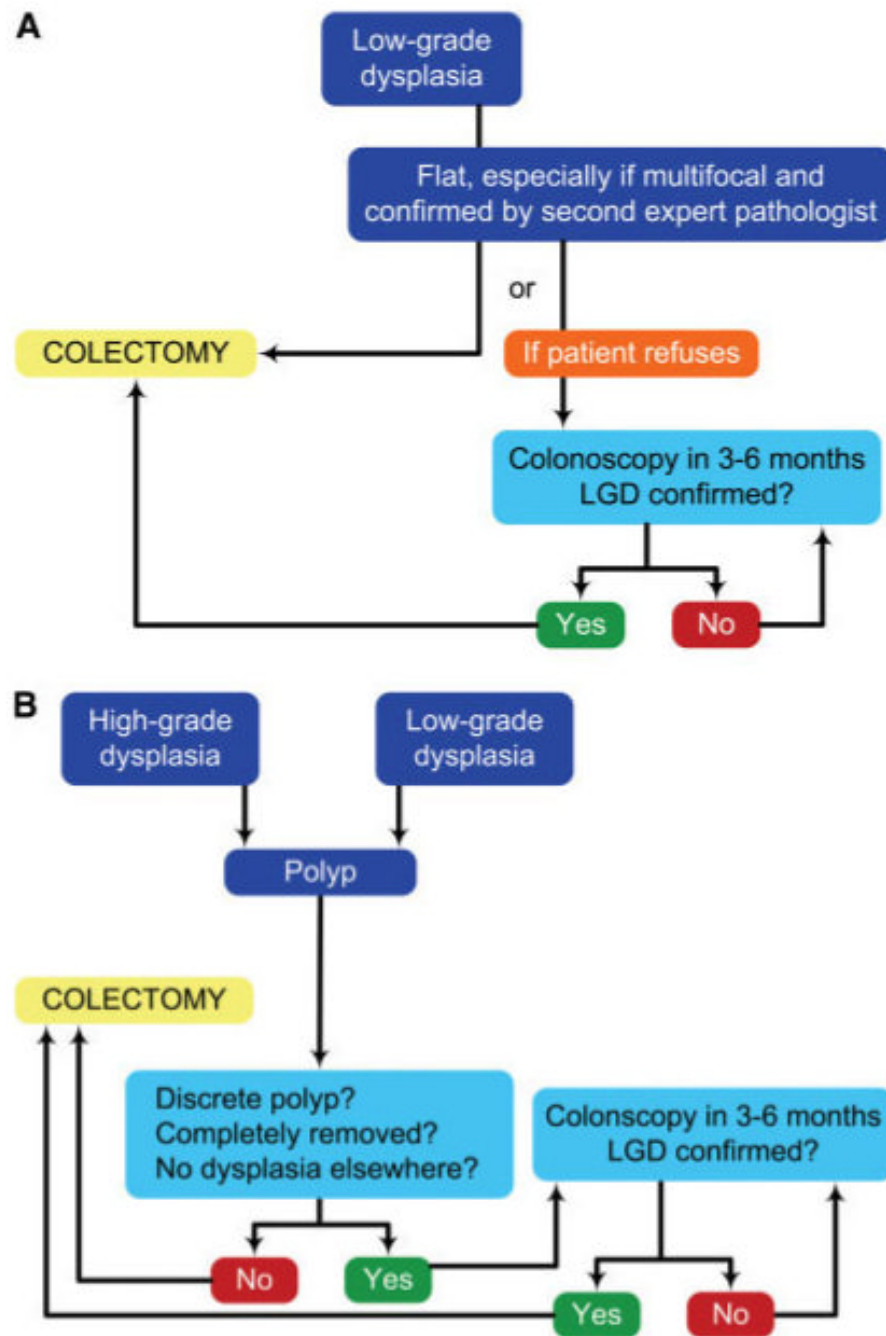 A
Low-grade
dysplasia
Flat, especially if multifocal and
confirmed by second expert pathologist
or
COLECTOMY
If patient refuses
Colonoscopy in 3-6 months
LGD confirmed?
Yes
No
B
High-grade
dysplasia
Low-grade
dysplasia
Polyp
COLECTOMY
Discrete polyp?
Completely removed?
No dysplasia elsewhere?
Colonscopy in 3-6 months
LGD confirmed?
No
Yes
Yes
No